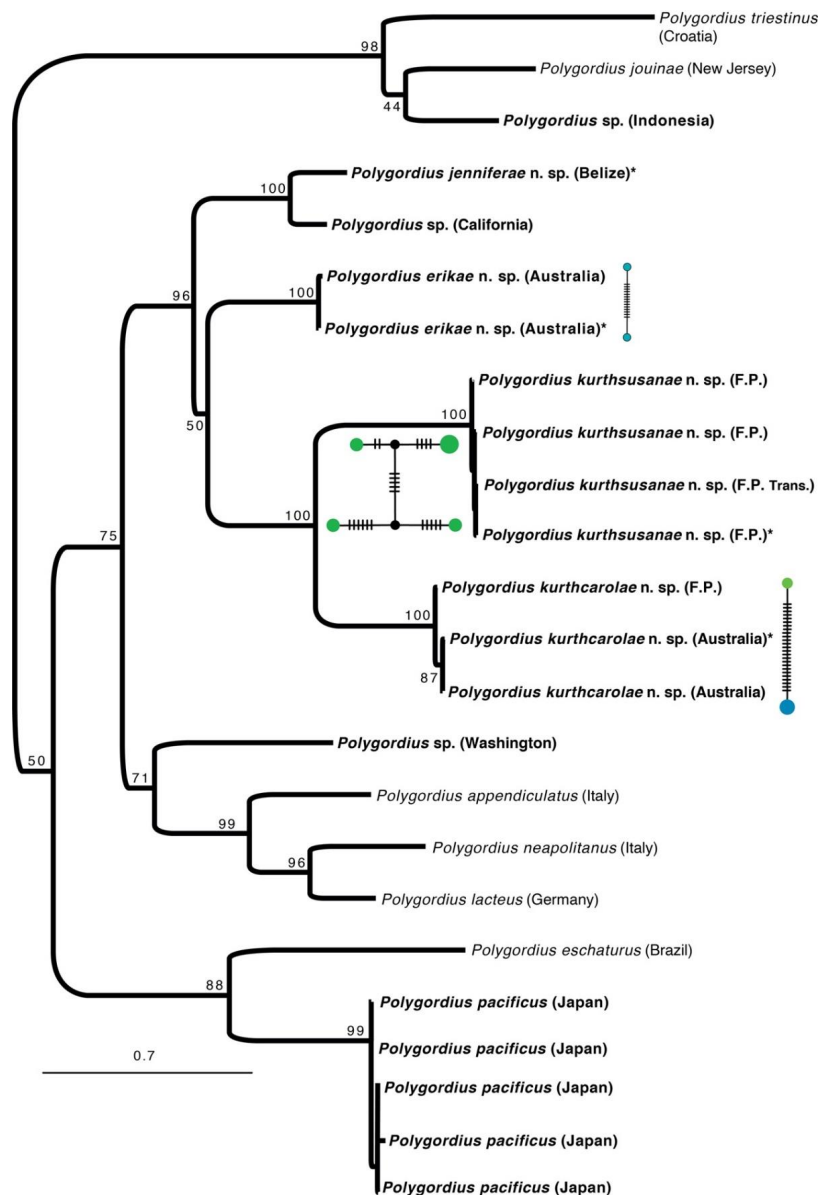 Polygordius triestinus
(Croatia)
98
Polygordius jouinae (New Jersey)
44
Polygordius sp. (Indonesia)
Polygordius jenniferae n. sp. (Belize)*
100
Polygordius sp. (California)
Polygordius erikae n. sp. (Australia)
96
100
Polygordius erikae n. sp. (Australia)*
Polygordius kurthsusanae n. sp. (F.P.)
100
50
Polygordius kurthsusanae n. sp. (F.P.)
Polygordius kurthsusanae n. sp. (F.P. Trans.)
100
Polygordius kurthsusanae n. sp. (F.P.)*
75
Polygordius kurthcarolae n. sp. (F.P.)
100
Polygordius kurthcarolae n. sp. (Australia)*
87
Polygordius kurthcarolae n. sp. (Australia)
Polygordius sp. (Washington)
50
71
Polygordius appendiculatus (Italy)
99
Polygordius neapolitanus (Italy)
96
Polygordius lacteus (Germany)
Polygordius eschaturus (Brazil)
88
Polygordius pacificus (Japan)
99
Polygordius pacificus (Japan)
0.7
Polygordius pacificus (Japan)
Polygordius pacificus (Japan)
Polygordius pacificus (Japan)